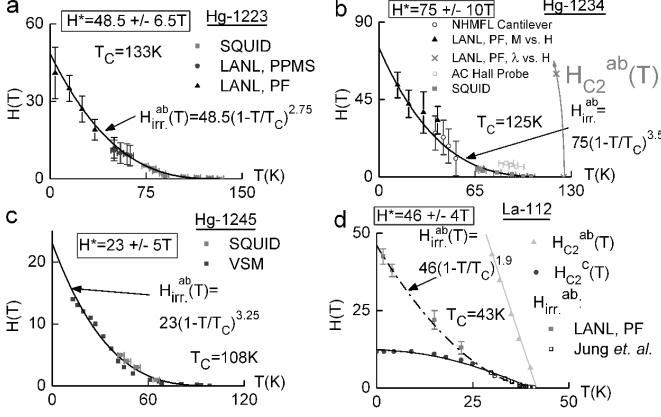 a
H*=48.5 +/- 6.5T
Hg-1223
T_C=133K
SQUID
LANL, PPMS
LANL, PF
H_irr.^ab(T)=48.5(1-T/T_C)^2.75
H(T)
60
30
0
0
75
150
T(K)
b
H*=75 +/- 10T
Hg-1234
NHMFL Cantilever
LANL, PF, M vs. H
LANL, PF, λ vs. H
AC Hall Probe
SQUID
H_C2^ab(T)
H_irr.^ab=
75(1-T/T_C)^3.5
T_C=125K
H(T)
90
45
0
0
65
130
T(K)
c
H*=23 +/- 5T
Hg-1245
SQUID
VSM
H_irr.^ab(T)=
23(1-T/T_C)^3.25
T_C=108K
H(T)
20
10
0
0
60
120
T(K)
d
H*=46 +/- 4T
La-112
H_irr.^ab(T)=
46(1-T/T_C)^1.9
T_C=43K
H_C2^ab(T)
H_C2^c(T)
H_irr.^ab:
LANL, PF
Jung et. al.
H(T)
50
25
0
0
25
50
T(K)